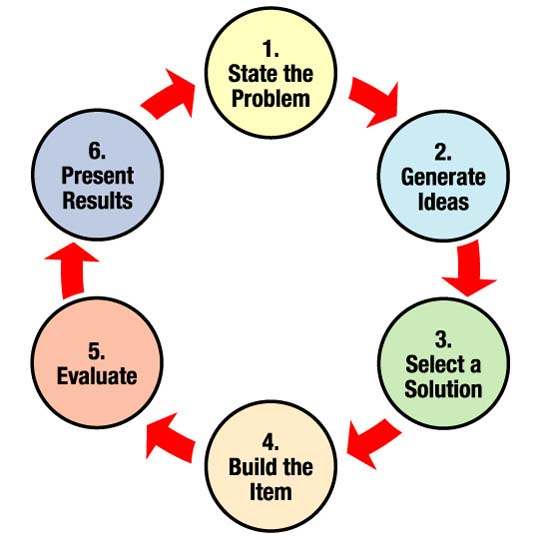 1.
State the
Problem
2.
Generate
Ideas
3.
Select a
Solution
4.
Build the
Item
5.
Evaluate
6.
Present
Results